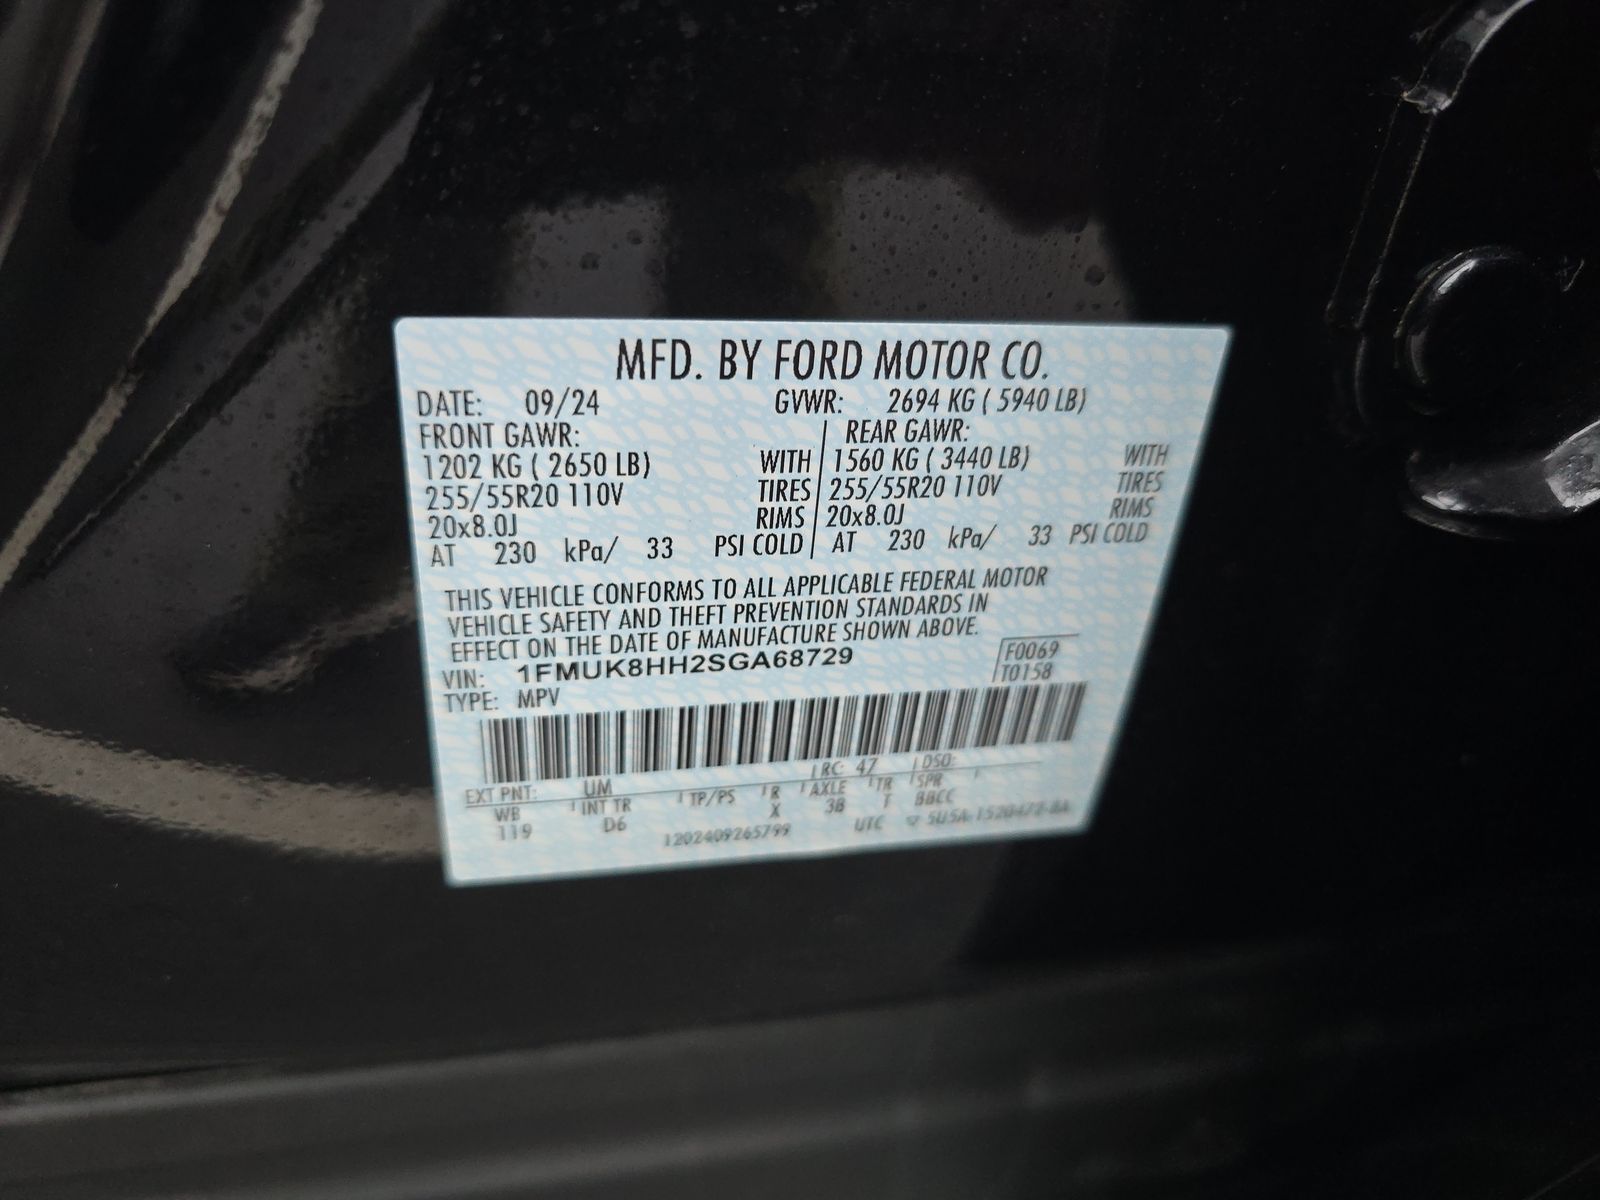 MFD. BY FORD MOTOR CO.
DATE: 09/24 GVWR: 2694 KG ( 5940 LB)
FRONT GAWR: REAR GAWR:
1202 KG ( 2650 LB) WITH 1560 KG ( 3440 LB) WITH
255/55R20 110V TIRES 255/55R20 110V TIRES
20x8.0J RIMS 20x8.0J RIMS
AT 230 kPa/ 33 PSI COLD AT 230 kPa/ 33 PSI COLD
THIS VEHICLE CONFORMS TO ALL APPLICABLE FEDERAL MOTOR
VEHICLE SAFETY AND THEFT PREVENTION STANDARDS IN
EFFECT ON THE DATE OF MANUFACTURE SHOWN ABOVE.
VIN: 1FMUK8HH2SGA68729 F0069
TYPE: MPV T0158
EXT PNT: UM RC: 47 DSO:
WB INT TR TP/PS R AXLE TR SPR
119 D6 X 3B T BBCC
1202409265799 UTC